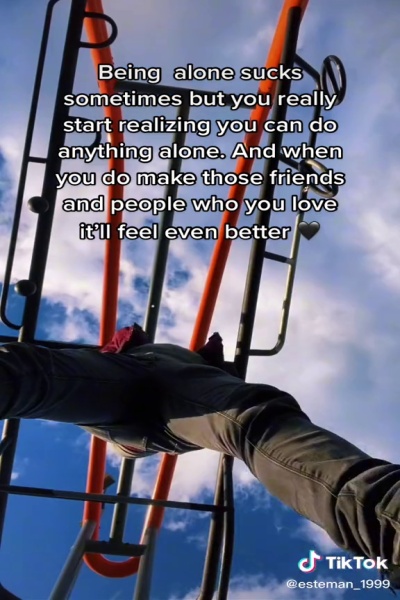 Being  alone sucks
sometimes but you really
start realizing you can do
anything alone. And when
you do make those friends
and people who you love
it'll feel even better 🖤
TikTok
@esteman_1999